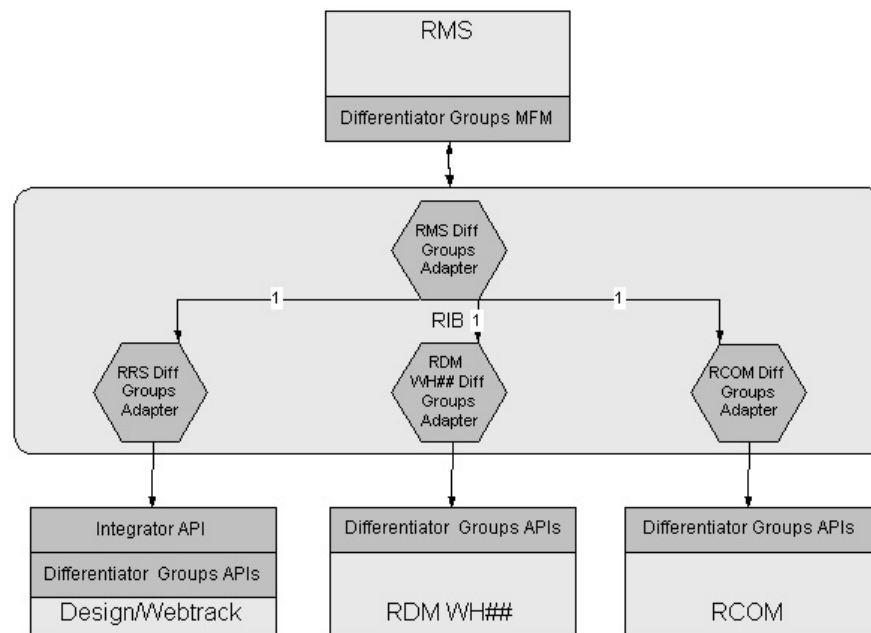 RMS
Differentiator Groups MFM
RMS Diff
Groups
Adapter
1
1
RIB 1
RRS Diff
Groups
Adapter
RDM
WH## Diff
Groups
Adapter
RCOM Diff
Groups
Adapter
Integrator API
Differentiator Groups APIs
Design/Webtrack
Differentiator Groups APIs
RDM WH##
Differentiator Groups APIs
RCOM